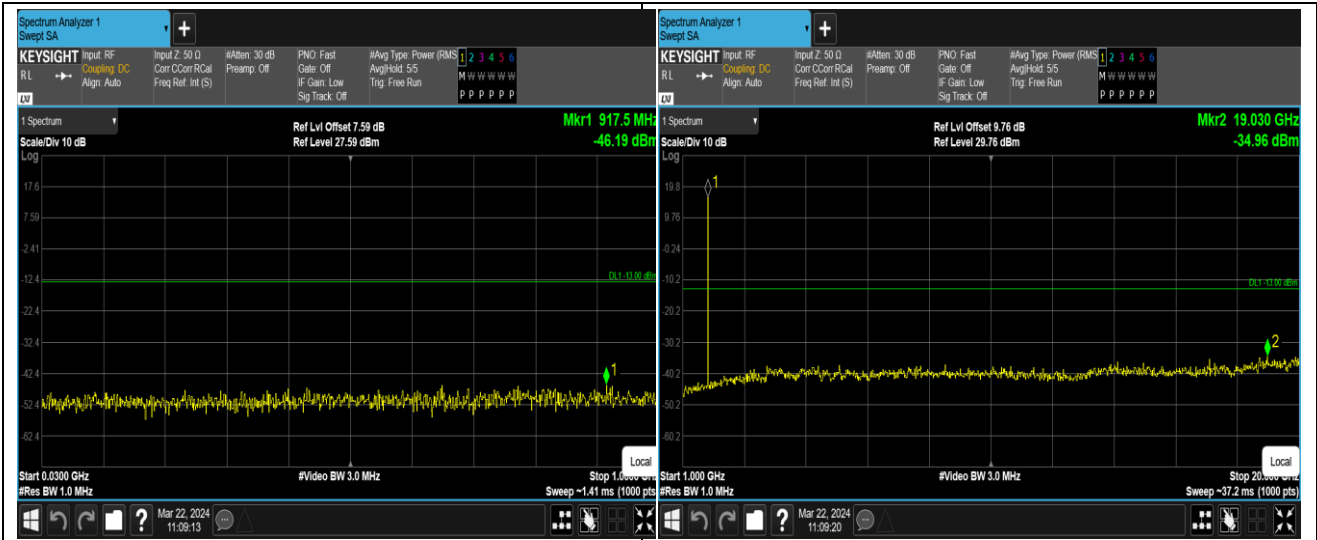 Spectrum Analyzer 1
Swept SA
+
KEYSIGHT
RL
LXI
Input: RF
Coupling: DC
Align: Auto
Input Z: 50 Ω
Corr CCorr RCal
Freq Ref: Int (S)
#Atten: 30 dB
Preamp: Off
PNO: Fast
Gate: Off
IF Gain: Low
Sig Track: Off
#Avg Type: Power (RMS
Avg|Hold: 5/5
Trig: Free Run
1 2 3 4 5 6
M W W W W W
P P P P P P
1 Spectrum
Scale/Div 10 dB
Log
Ref Lvl Offset 7.59 dB
Ref Level 27.59 dBm
Mkr1 917.5 MHz
-46.19 dBm
17.6
7.59
-2.41
-12.4
DL1 -13.00 dBm
-22.4
-32.4
-42.4
1
-52.4
-62.4
Local
Start 0.0300 GHz
#Video BW 3.0 MHz
#Res BW 1.0 MHz
Sweep ~1.41 ms (1000 pts
?
Mar 22, 2024
11:09:13
Spectrum Analyzer 1
Swept SA
+
KEYSIGHT
RL
LXI
Input: RF
Coupling: DC
Align: Auto
Input Z: 50 Ω
Corr CCorr RCal
Freq Ref: Int (S)
#Atten: 30 dB
Preamp: Off
PNO: Fast
Gate: Off
IF Gain: Low
Sig Track: Off
#Avg Type: Power (RMS
Avg|Hold: 5/5
Trig: Free Run
1 2 3 4 5 6
M W W W W W
P P P P P P
1 Spectrum
Scale/Div 10 dB
Log
Ref Lvl Offset 9.76 dB
Ref Level 29.76 dBm
Mkr2 19.030 GHz
-34.96 dBm
1
19.8
9.76
-0.24
-10.2
DL1 -13.00 dBm
-20.2
-30.2
2
-40.2
-50.2
-60.2
Local
Start 1.000 GHz
#Video BW 3.0 MHz
#Res BW 1.0 MHz
Sweep ~37.2 ms (1000 pts)
?
Mar 22, 2024
11:09:20